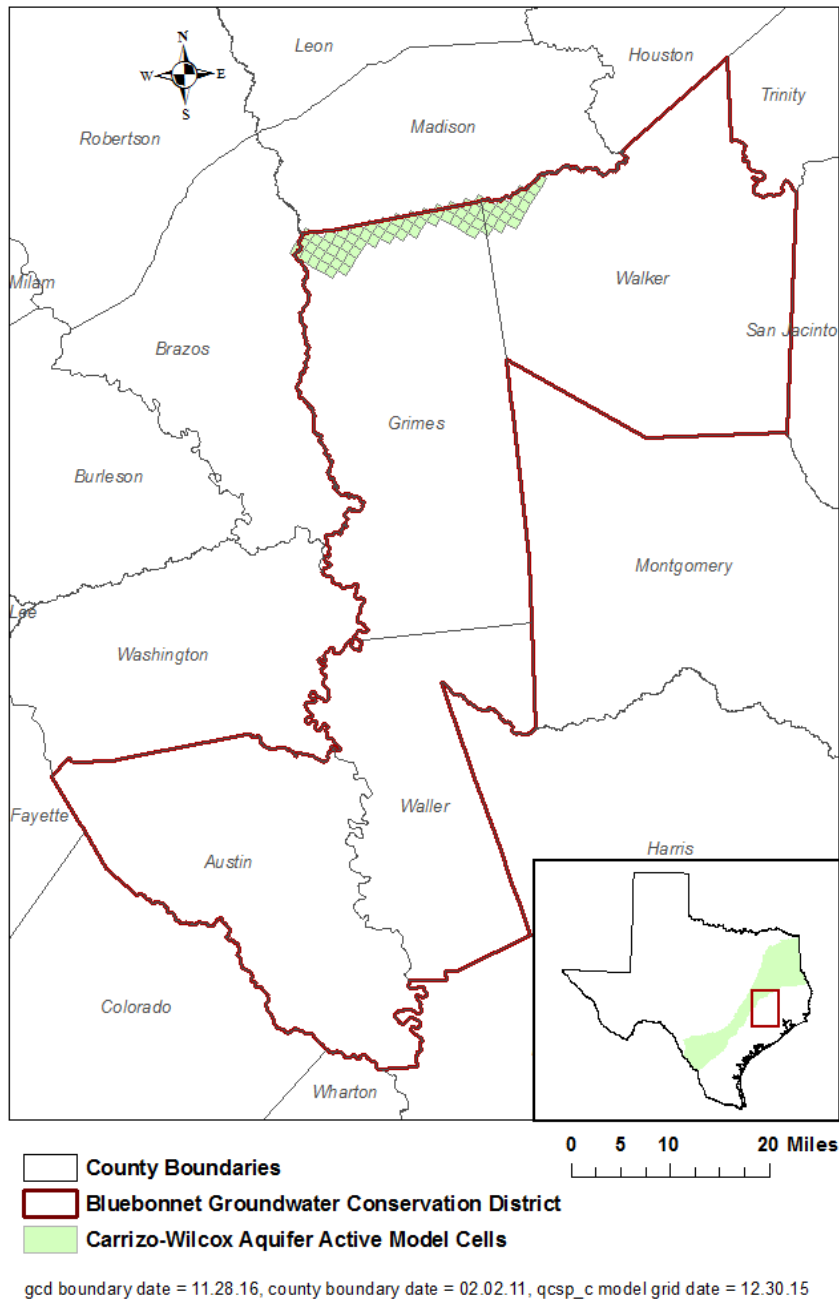 Leon
Houston
N
W E
S
Trinity
Madison
Robertson
Walker
Milam
San Jacinto
Brazos
Grimes
Burleson
Montgomery
Lee
Washington
Waller
Fayette
Harris
Austin
Colorado
Wharton
0 5 10 20 Miles
County Boundaries
Bluebonnet Groundwater Conservation District
Carrizo-Wilcox Aquifer Active Model Cells
gcd boundary date = 11.28.16, county boundary date = 02.02.11, qcsp_c model grid date = 12.30.15